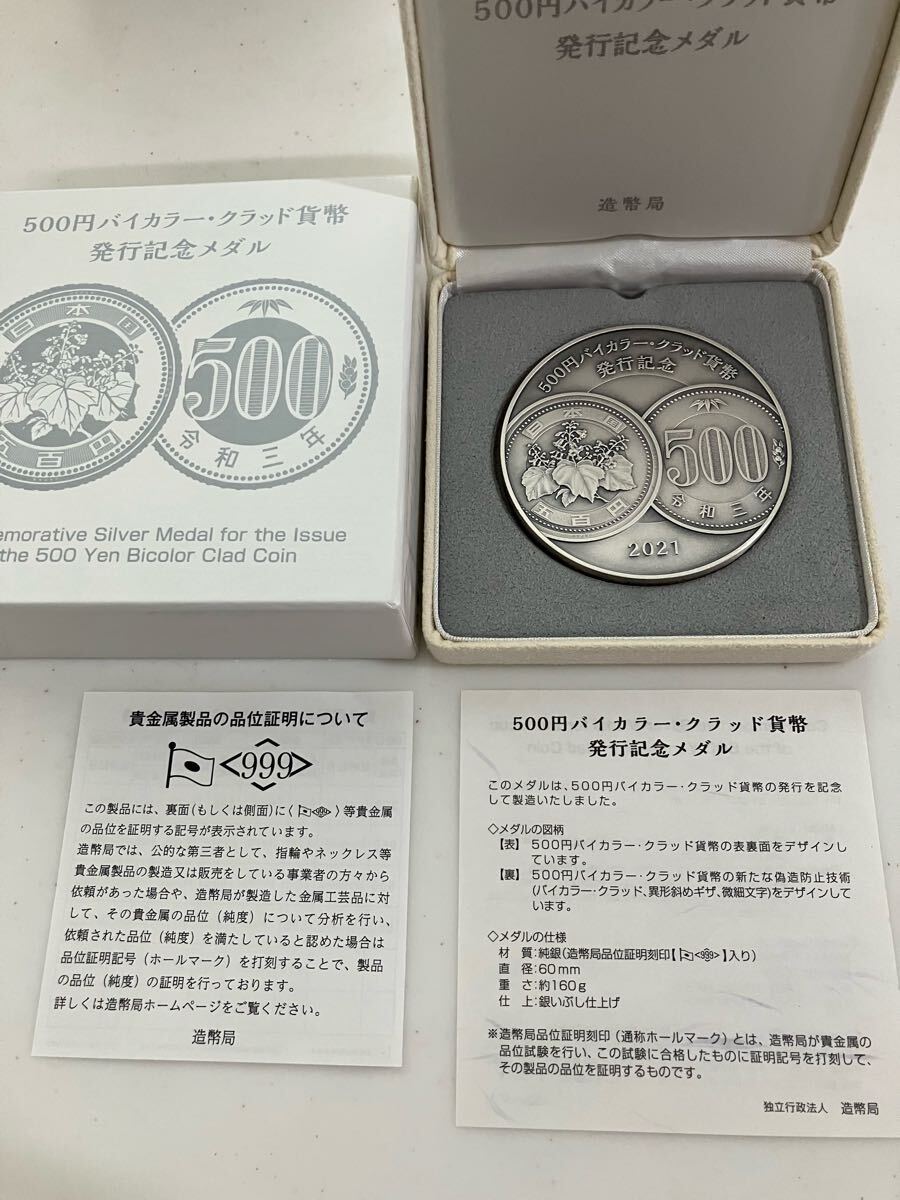 500円バイカラー・クラッド貨幣
発行記念メダル
造幣局
500円バイカラー・クラッド貨幣
発行記念メダル
日本国
百円
500
令和三年
emorative Silver Medal for the Issue
the 500 Yen Bicolor Clad Coin
500円バイカラー・クラッド貨幣
発行記念
日本国
五百円
500
令和三年
2021
貴金属製品の品位証明について
<999>
この製品には、裏面(もしくは側面)に〈<999>〉等貴金属
の品位を証明する記号が表示されています。
造幣局では、公的な第三者として、指輪やネックレス等
貴金属製品の製造又は販売をしている事業者の方々から
依頼があった場合や、造幣局が製造した金属工芸品に対
して、その貴金属の品位(純度)について分析を行い、
依頼された品位(純度)を満たしていると認めた場合は
品位証明記号(ホールマーク)を打刻することで、製品
の品位(純度)の証明を行っております。
詳しくは造幣局ホームページをご覧ください。
造幣局
500円バイカラー・クラッド貨幣
発行記念メダル
このメダルは、500円バイカラー・クラッド貨幣の発行を記念
して製造いたしました。
◇メダルの図柄
【表】 500円バイカラー・クラッド貨幣の表裏面をデザインし
ています。
【裏】 500円バイカラー・クラッド貨幣の新たな偽造防止技術
(バイカラー・クラッド、異形斜めギザ、微細文字)をデザインして
います。
◇メダルの仕様
材 質:純銀(造幣局品位証明刻印【<999>】入り)
直 径:60mm
重 さ:約160g
仕 上:銀いぶし仕上げ
※造幣局品位証明刻印(通称ホールマーク)とは、造幣局が貴金属の
品位試験を行い、この試験に合格したものに証明記号を打刻して、
その製品の品位を証明するものです。
独立行政法人 造幣局